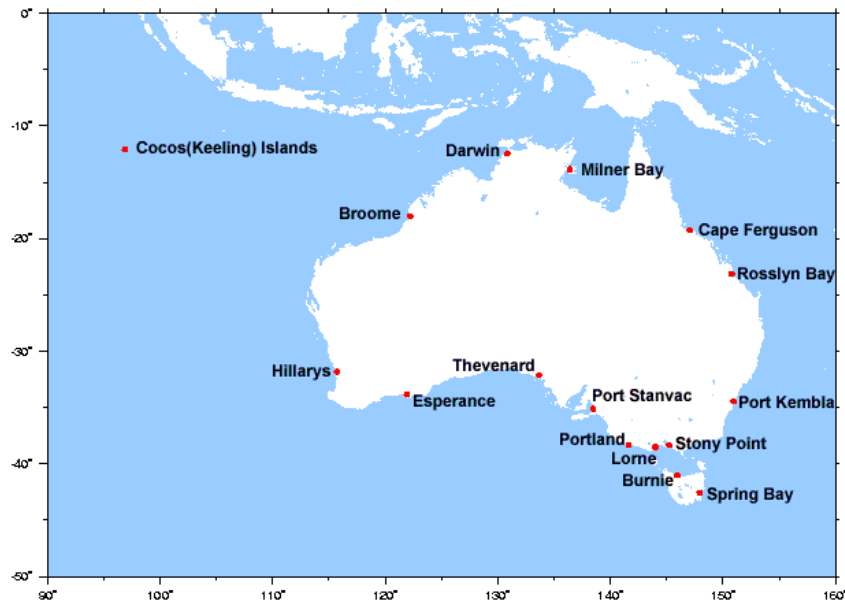 0°
-10°
Cocos(Keeling) Islands
Darwin
Milner Bay
Broome
-20°
Cape Ferguson
Rosslyn Bay
-30°
Hillarys
Thevenard
Esperance
Port Stanvac
Port Kembla
Portland
Stony Point
Lorne
-40°
Burnie
Spring Bay
-50°
90° 100° 110° 120° 130° 140° 150° 160°